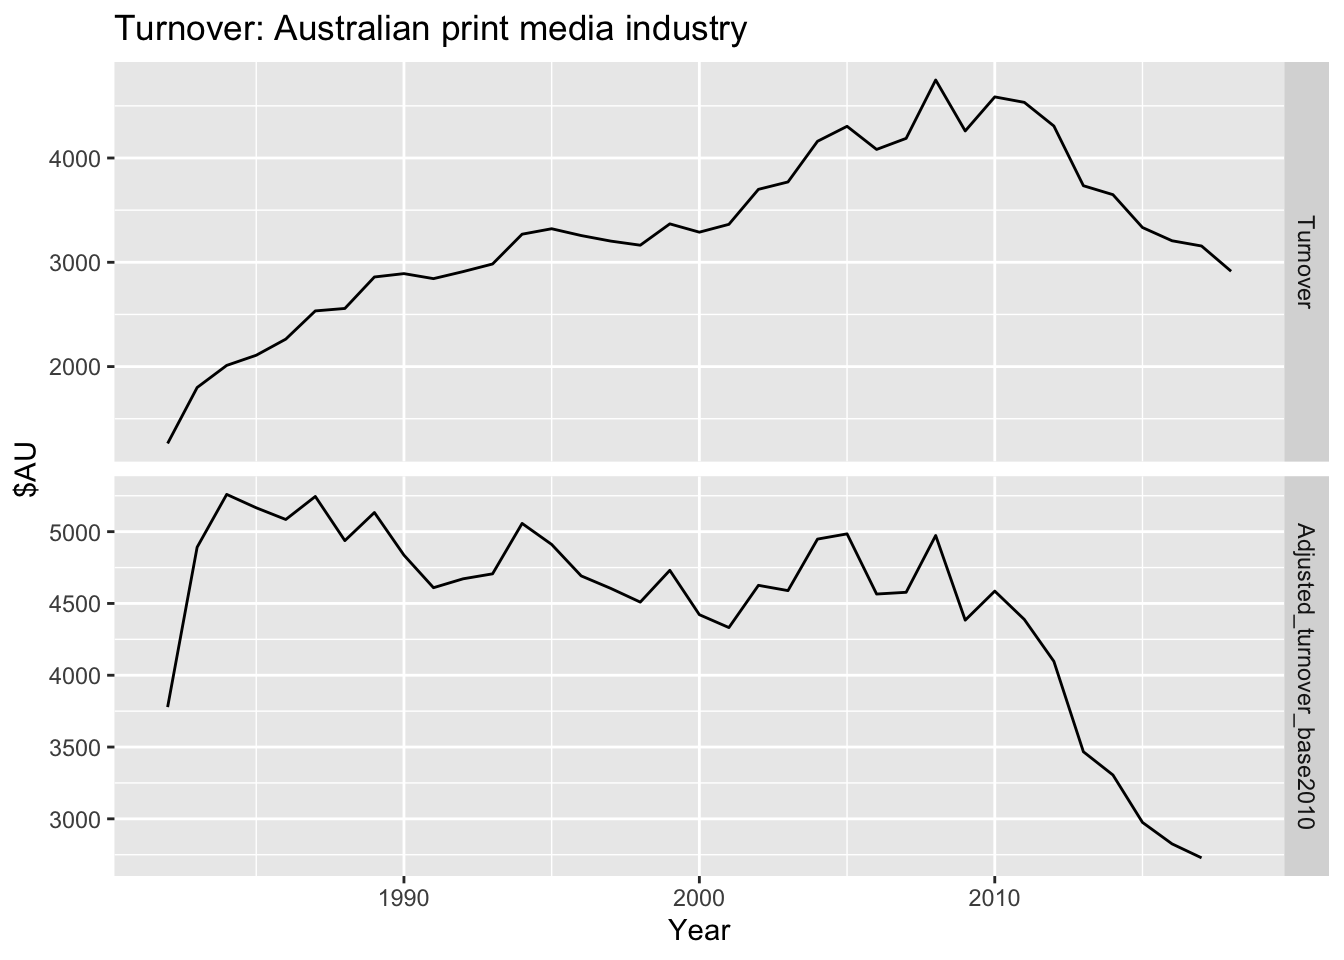 Turnover: Australian print media industry
4000
3000
2000
Turnover
$AU
5000
4500
4000
3500
3000
Adjusted_turnover_base2010
1990
2000
2010
Year